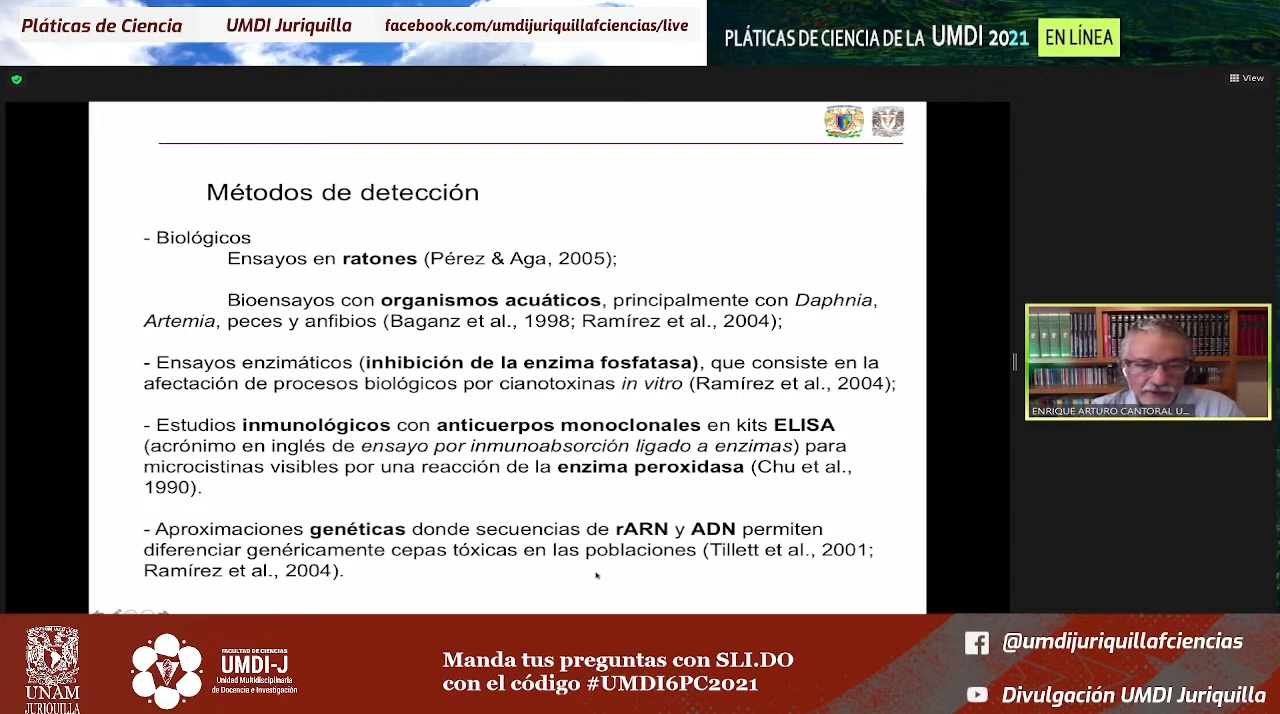 Pláticas de Ciencia UMDI Juriquilla facebook.com/umdijuriquillafciencias/live
PLÁTICAS DE CIENCIA DE LA UMDI 2021 EN LÍNEA
View
Métodos de detección
- Biológicos
Ensayos en ratones (Pérez & Aga, 2005);
Bioensayos con organismos acuáticos, principalmente con Daphnia,
Artemia, peces y anfibios (Baganz et al., 1998; Ramírez et al., 2004);
- Ensayos enzimáticos (inhibición de la enzima fosfatasa), que consiste en la
afectación de procesos biológicos por cianotoxinas in vitro (Ramírez et al., 2004);
- Estudios inmunológicos con anticuerpos monoclonales en kits ELISA
(acrónimo en inglés de ensayo por inmunoabsorción ligado a enzimas) para
microcistinas visibles por una reacción de la enzima peroxidasa (Chu et al.,
1990).
- Aproximaciones genéticas donde secuencias de rARN y ADN permiten
diferenciar genéricamente cepas tóxicas en las poblaciones (Tillett et al., 2001;
Ramírez et al., 2004).
ENRIQUE ARTURO CANTORAL U...
UNAM
JURIQUILLA
FACULTAD DE CIENCIAS
UMDI-J
Unidad Multidisciplinaria
de Docencia e Investigación
Manda tus preguntas con SLI.DO
con el código #UMDI6PC2021
@umdijuriquillafciencias
Divulgación UMDI Juriquilla